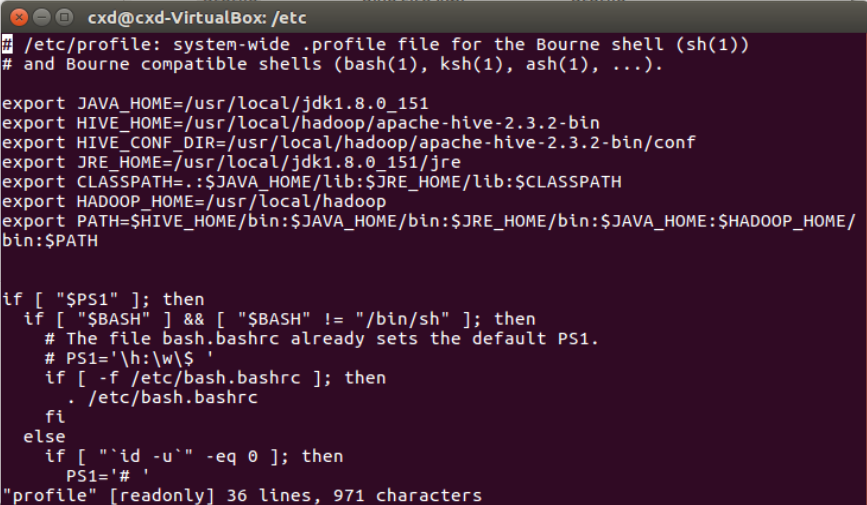 cxd@cxd-VirtualBox: /etc
# /etc/profile: system-wide .profile file for the Bourne shell (sh(1))
# and Bourne compatible shells (bash(1), ksh(1), ash(1), ...).
export JAVA_HOME=/usr/local/jdk1.8.0_151
export HIVE_HOME=/usr/local/hadoop/apache-hive-2.3.2-bin
export HIVE_CONF_DIR=/usr/local/hadoop/apache-hive-2.3.2-bin/conf
export JRE_HOME=/usr/local/jdk1.8.0_151/jre
export CLASSPATH=.:$JAVA_HOME/lib:$JRE_HOME/lib:$CLASSPATH
export HADOOP_HOME=/usr/local/hadoop
export PATH=$HIVE_HOME/bin:$JAVA_HOME/bin:$JRE_HOME/bin:$JAVA_HOME:$HADOOP_HOME/
bin:$PATH
if [ "$PS1" ]; then
  if [ "$BASH" ] && [ "$BASH" != "/bin/sh" ]; then
    # The file bash.bashrc already sets the default PS1.
    # PS1='\h:\w\$ '
    if [ -f /etc/bash.bashrc ]; then
      . /etc/bash.bashrc
    fi
  else
    if [ "`id -u`" -eq 0 ]; then
      PS1='# '
"profile" [readonly] 36 lines, 971 characters